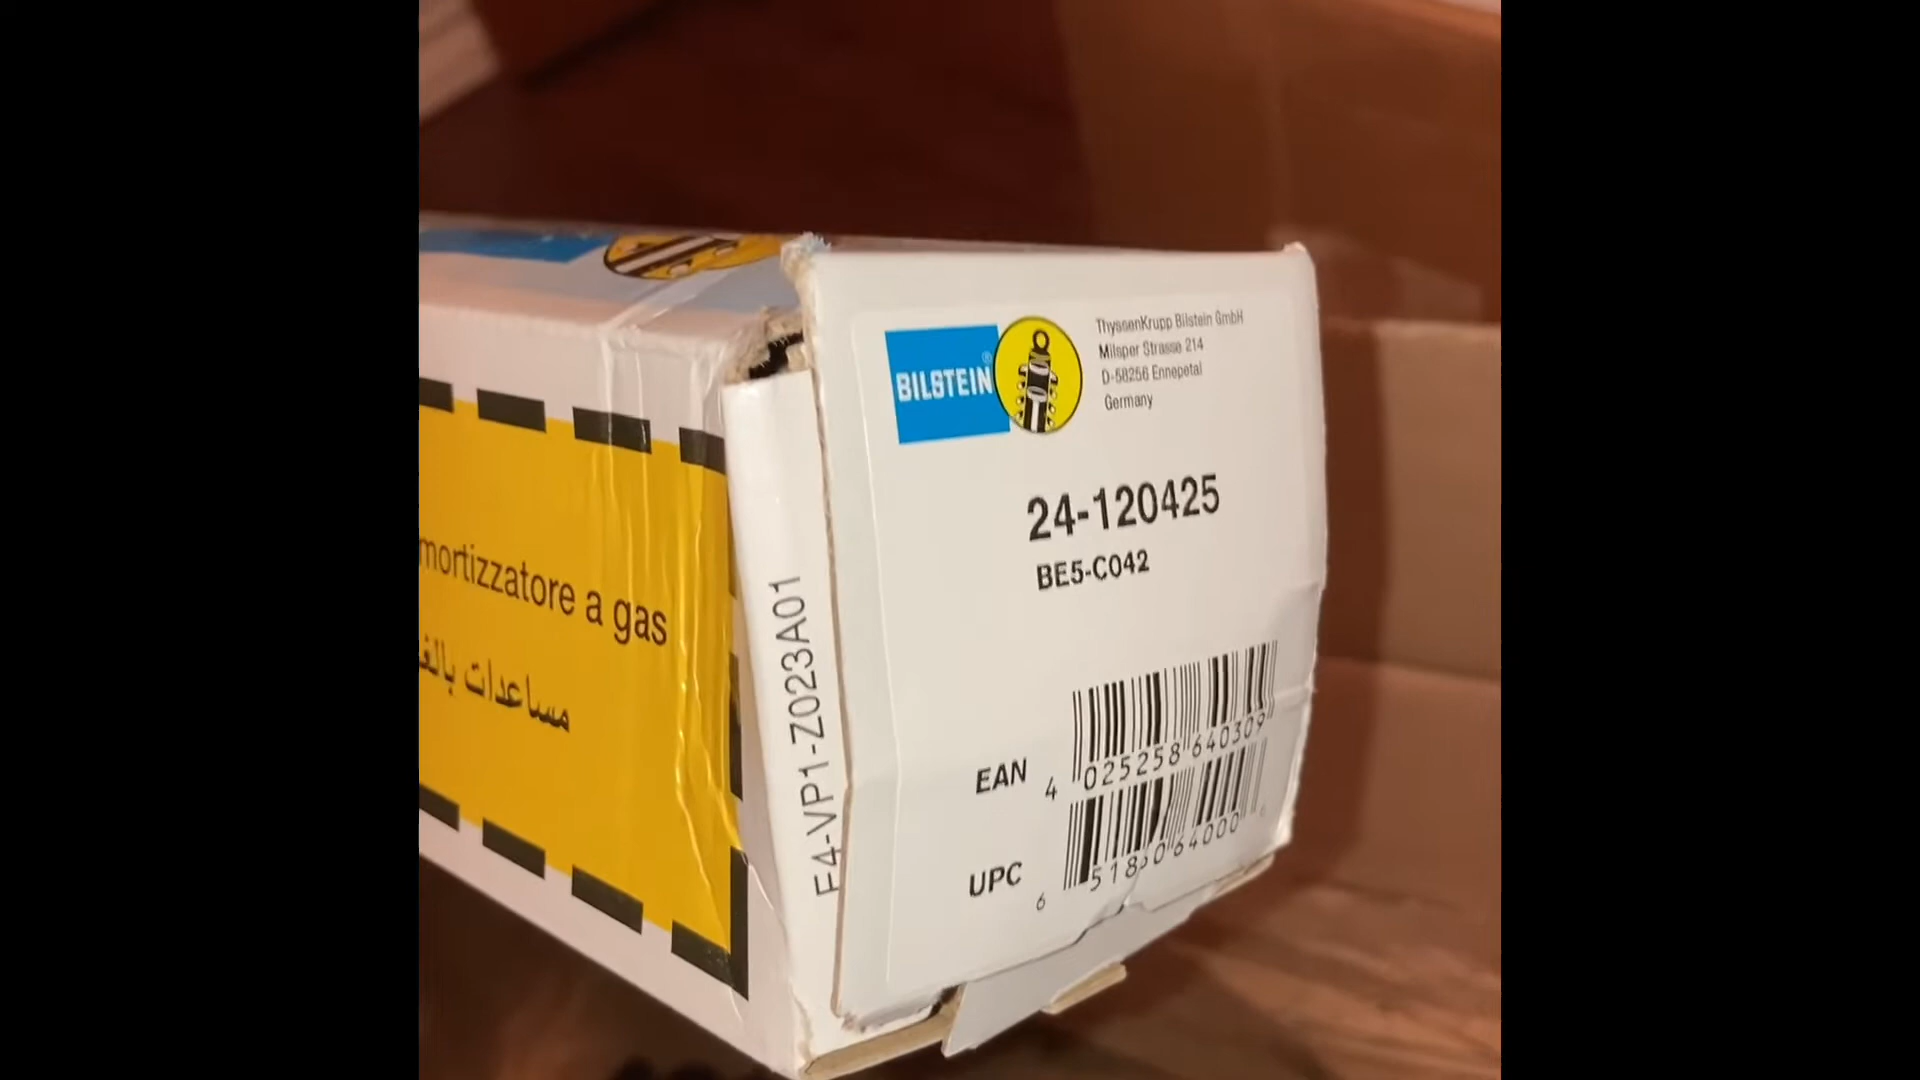 BILSTEIN®
ThyssenKrupp Bilstein GmbH
Milsper Strasse 214
D-58256 Ennepetal
Germany
24-120425
BE5-C042
EAN
4 025258 640309
UPC
6
F4-VP1-Z023A01
mortizzatore a gas
مساعدات